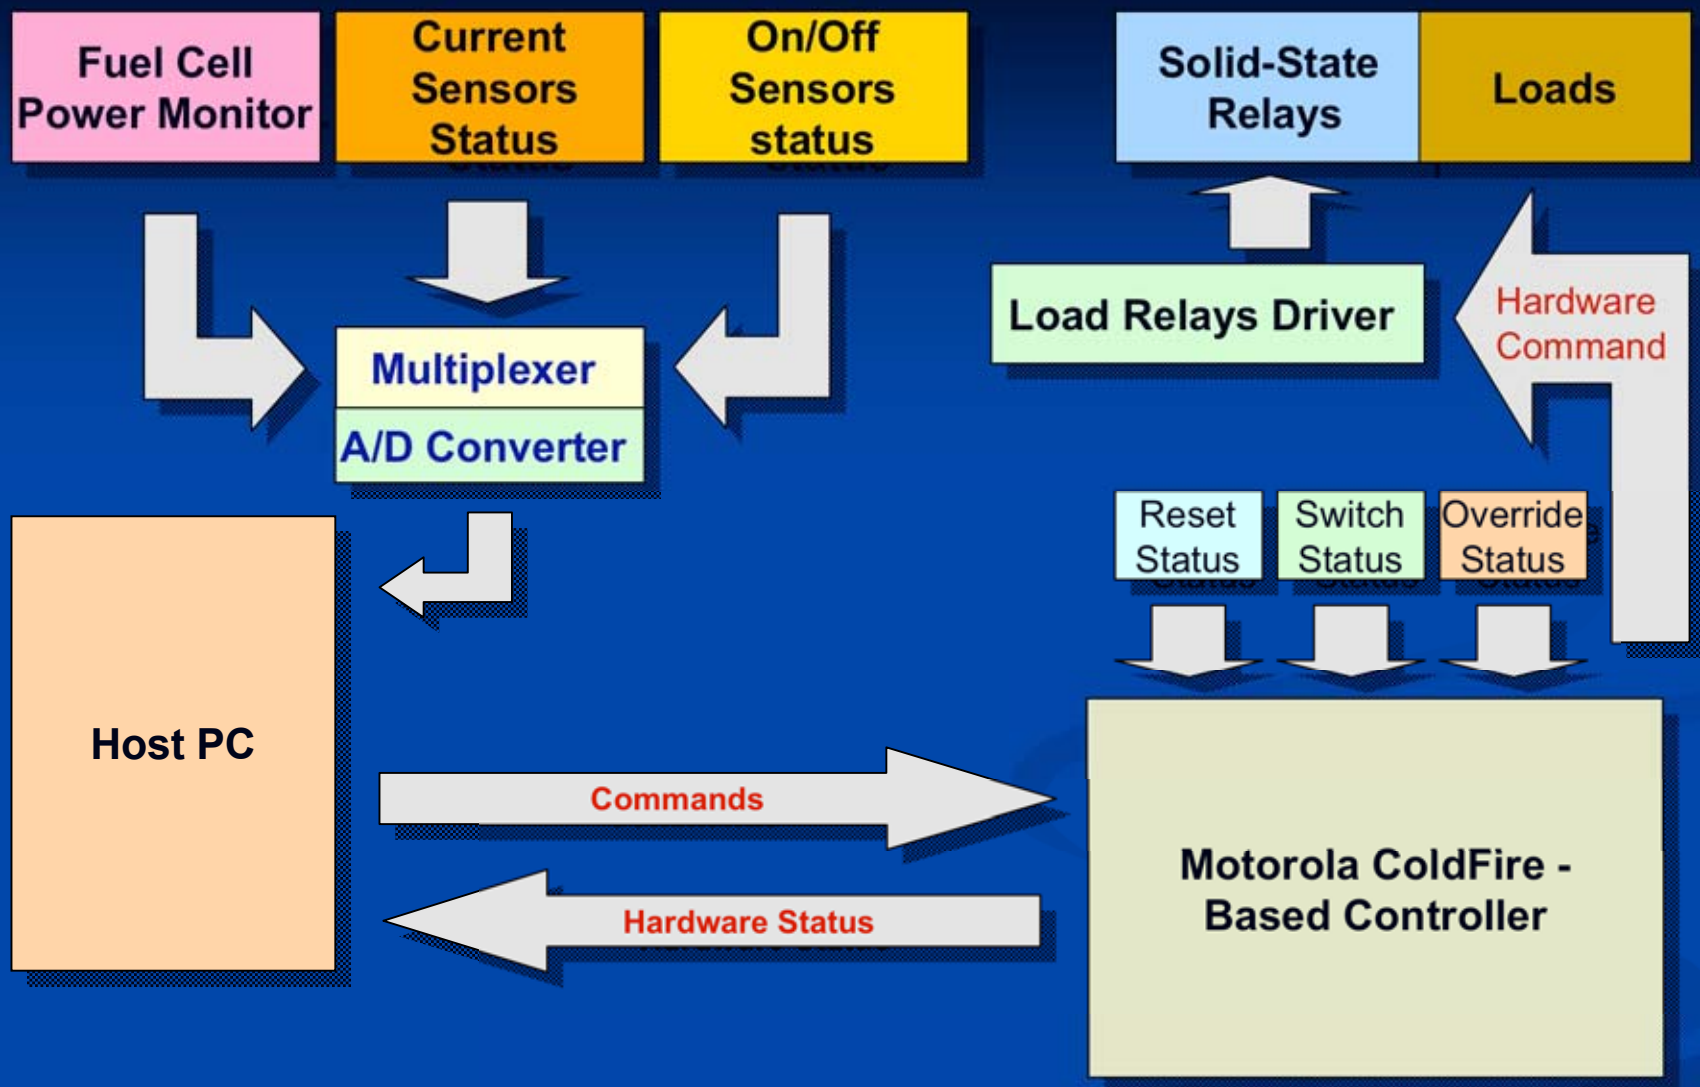 Fuel Cell
Power Monitor
Current
Sensors
Status
On/Off
Sensors
status
Solid-State
Relays
Loads
Load Relays Driver
Hardware
Command
Multiplexer
A/D Converter
Reset
Status
Switch
Status
Override
Status
Host PC
Commands
Hardware Status
Motorola ColdFire -
Based Controller